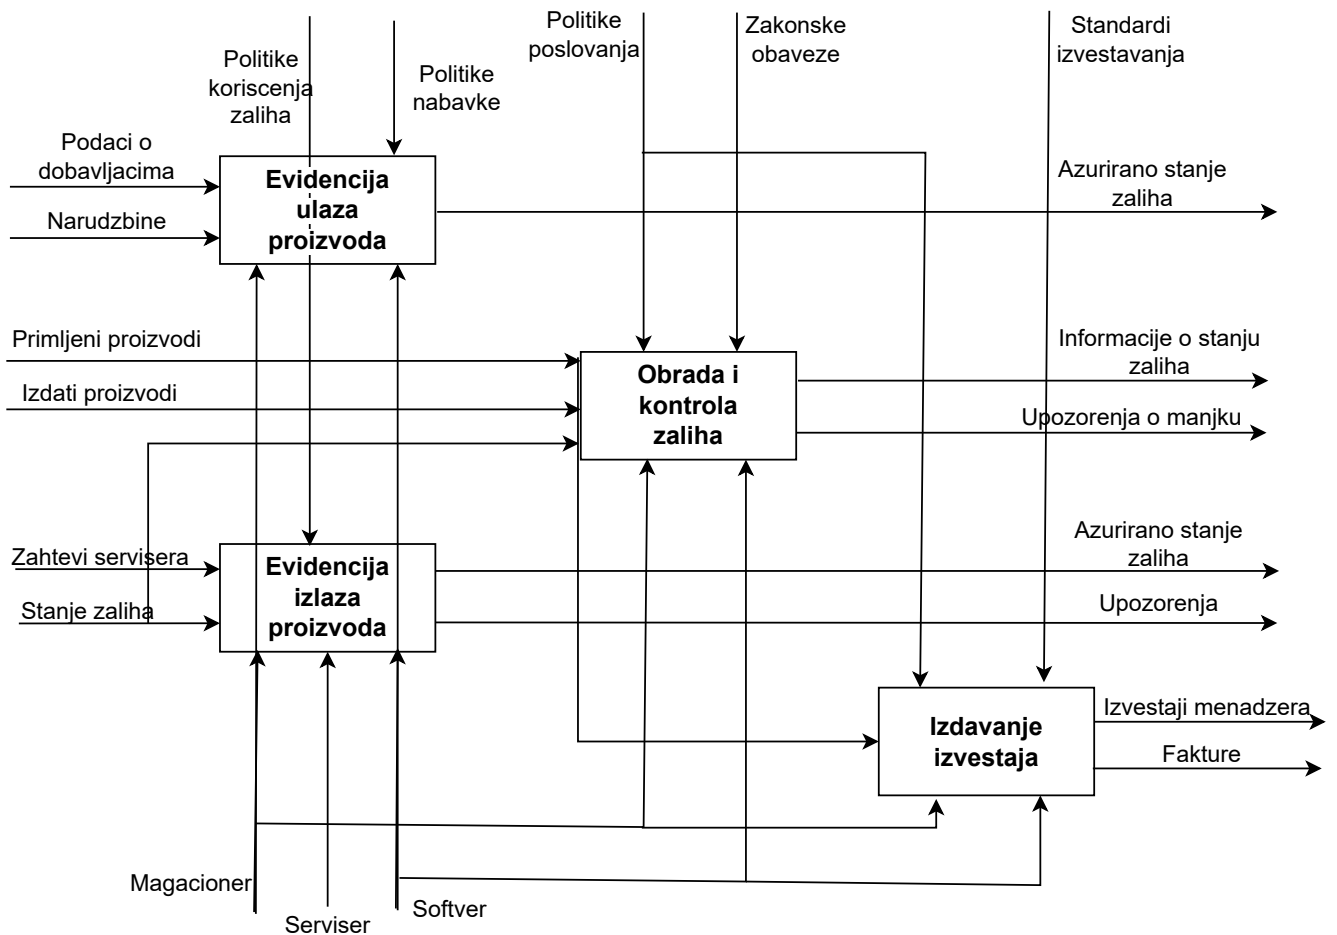 Politike
koriscenja
zaliha
Politike
nabavke
Politike
poslovanja
Zakonske
obaveze
Standardi
izvestavanja
Podaci o
dobavljacima
Narudzbine
Evidencija
ulaza
proizvoda
Azurirano stanje
zaliha
Primljeni proizvodi
Izdati proizvodi
Obrada i
kontrola
zaliha
Informacije o stanju
zaliha
Upozorenja o manjku
Zahtevi servisera
Stanje zaliha
Evidencija
izlaza
proizvoda
Azurirano stanje
zaliha
Upozorenja
Izdavanje
izvestaja
Izvestaji menadzera
Fakture
Magacioner
Serviser
Softver